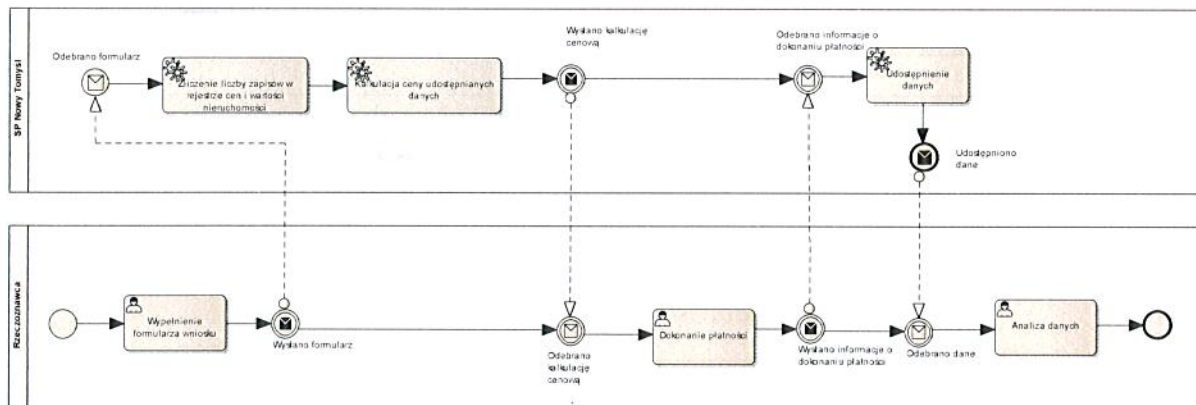 SP Nowy Tomyśl
Odebrano formularz
Zliczenie liczby zapisów w
rejestrze cen i wartości
nieruchomości
Kalkulacja ceny udostępnianych
danych
Wysłano kalkulację
cenową
Odebrano informacje o
dokonaniu płatności
Udostępnienie
danych
Udostępniono
dane
Rzeczoznawca
Wypełnienie
formularza wniosku
Wysłano formularz
Odebrano
kalkulację
cenową
Dokonanie płatności
Wysłano informacje o
dokonaniu płatności
Odebrano dane
Analiza danych